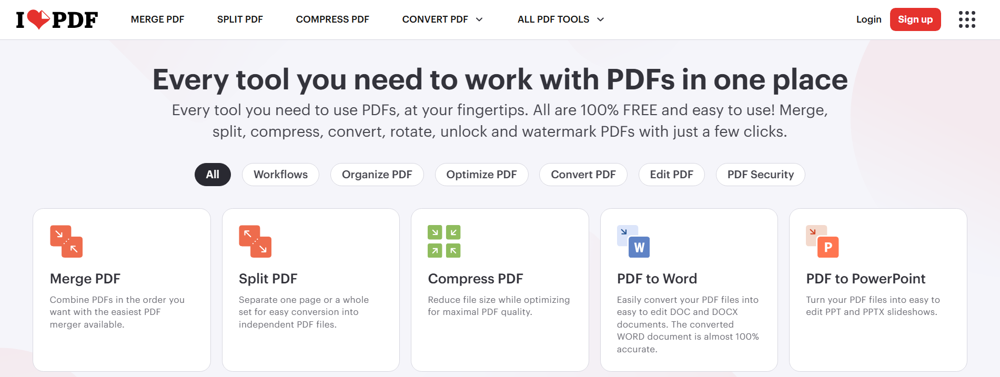 I PDF
MERGE PDF
SPLIT PDF
COMPRESS PDF
CONVERT PDF
ALL PDF TOOLS
Login
Sign up
Every tool you need to work with PDFs in one place
Every tool you need to use PDFs, at your fingertips. All are 100% FREE and easy to use! Merge,
split, compress, convert, rotate, unlock and watermark PDFs with just a few clicks.
All
Workflows
Organize PDF
Optimize PDF
Convert PDF
Edit PDF
PDF Security
Merge PDF
Combine PDFs in the order you
want with the easiest PDF
merger available.
Split PDF
Separate one page or a whole
set for easy conversion into
independent PDF files.
Compress PDF
Reduce file size while optimizing
for maximal PDF quality.
W
PDF to Word
Easily convert your PDF files into
easy to edit DOC and DOCX
documents. The converted
WORD document is almost 100%
accurate.
P
PDF to PowerPoint
Turn your PDF files into easy to
edit PPT and PPTX slideshows.